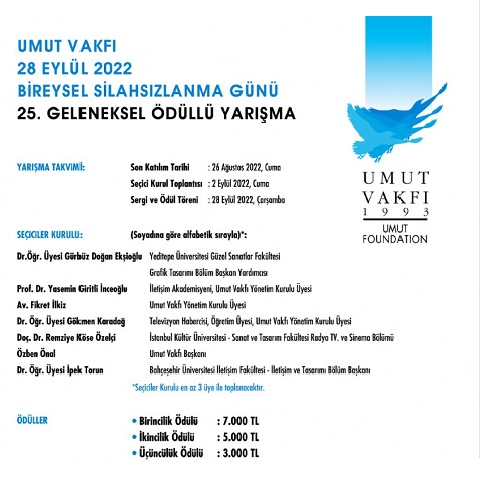 UMUT VAKFI
28 EYLÜL 2022
BİREYSEL SİLAHSIZLANMA GÜNÜ
25. GELENEKSEL ÖDÜLLÜ YARIŞMA
UMUT
VAKFI
1993
UMUT
FOUNDATION
YARIŞMA TAKVİMİ: Son Katılım Tarihi : 26 Ağustos 2022, Cuma
Seçici Kurul Toplantısı : 2 Eylül 2022, Cuma
Sergi ve Ödül Töreni : 28 Eylül 2022, Çarşamba
SEÇİCİLER KURULU: (Soyadına göre alfabetik sırayla)*:
Dr.Öğr. Üyesi Gürbüz Doğan Ekşioğlu Yeditepe Üniversitesi Güzel Sanatlar Fakültesi
Grafik Tasarımı Bölüm Başkan Yardımcısı
Prof. Dr. Yasemin Giritli İnceoğlu İletişim Akademisyeni, Umut Vakfı Yönetim Kurulu Üyesi
Av. Fikret İlkiz Umut Vakfı Yönetim Kurulu Üyesi
Dr. Öğr. Üyesi Gökmen Karadağ Televizyon Habercisi, Öğretim Üyesi, Umut Vakfı Yönetim Kurulu Üyesi
Doç. Dr. Remziye Köse Özelçi İstanbul Kültür Üniversitesi - Sanat ve Tasarım Fakültesi Radyo TV. ve Sinema Bölümü
Özben Önal Umut Vakfı Başkanı
Dr. Öğr. Üyesi İpek Torun Bahçeşehir Üniversitesi İletişim Fakültesi - İletişim ve Tasarımı Bölüm Başkanı
*Seçiciler Kurulu en az 3 üye ile toplanacaktır.
ÖDÜLLER • Birincilik Ödülü : 7.000 TL
• İkincilik Ödülü : 5.000 TL
• Üçüncülük Ödülü : 3.000 TL